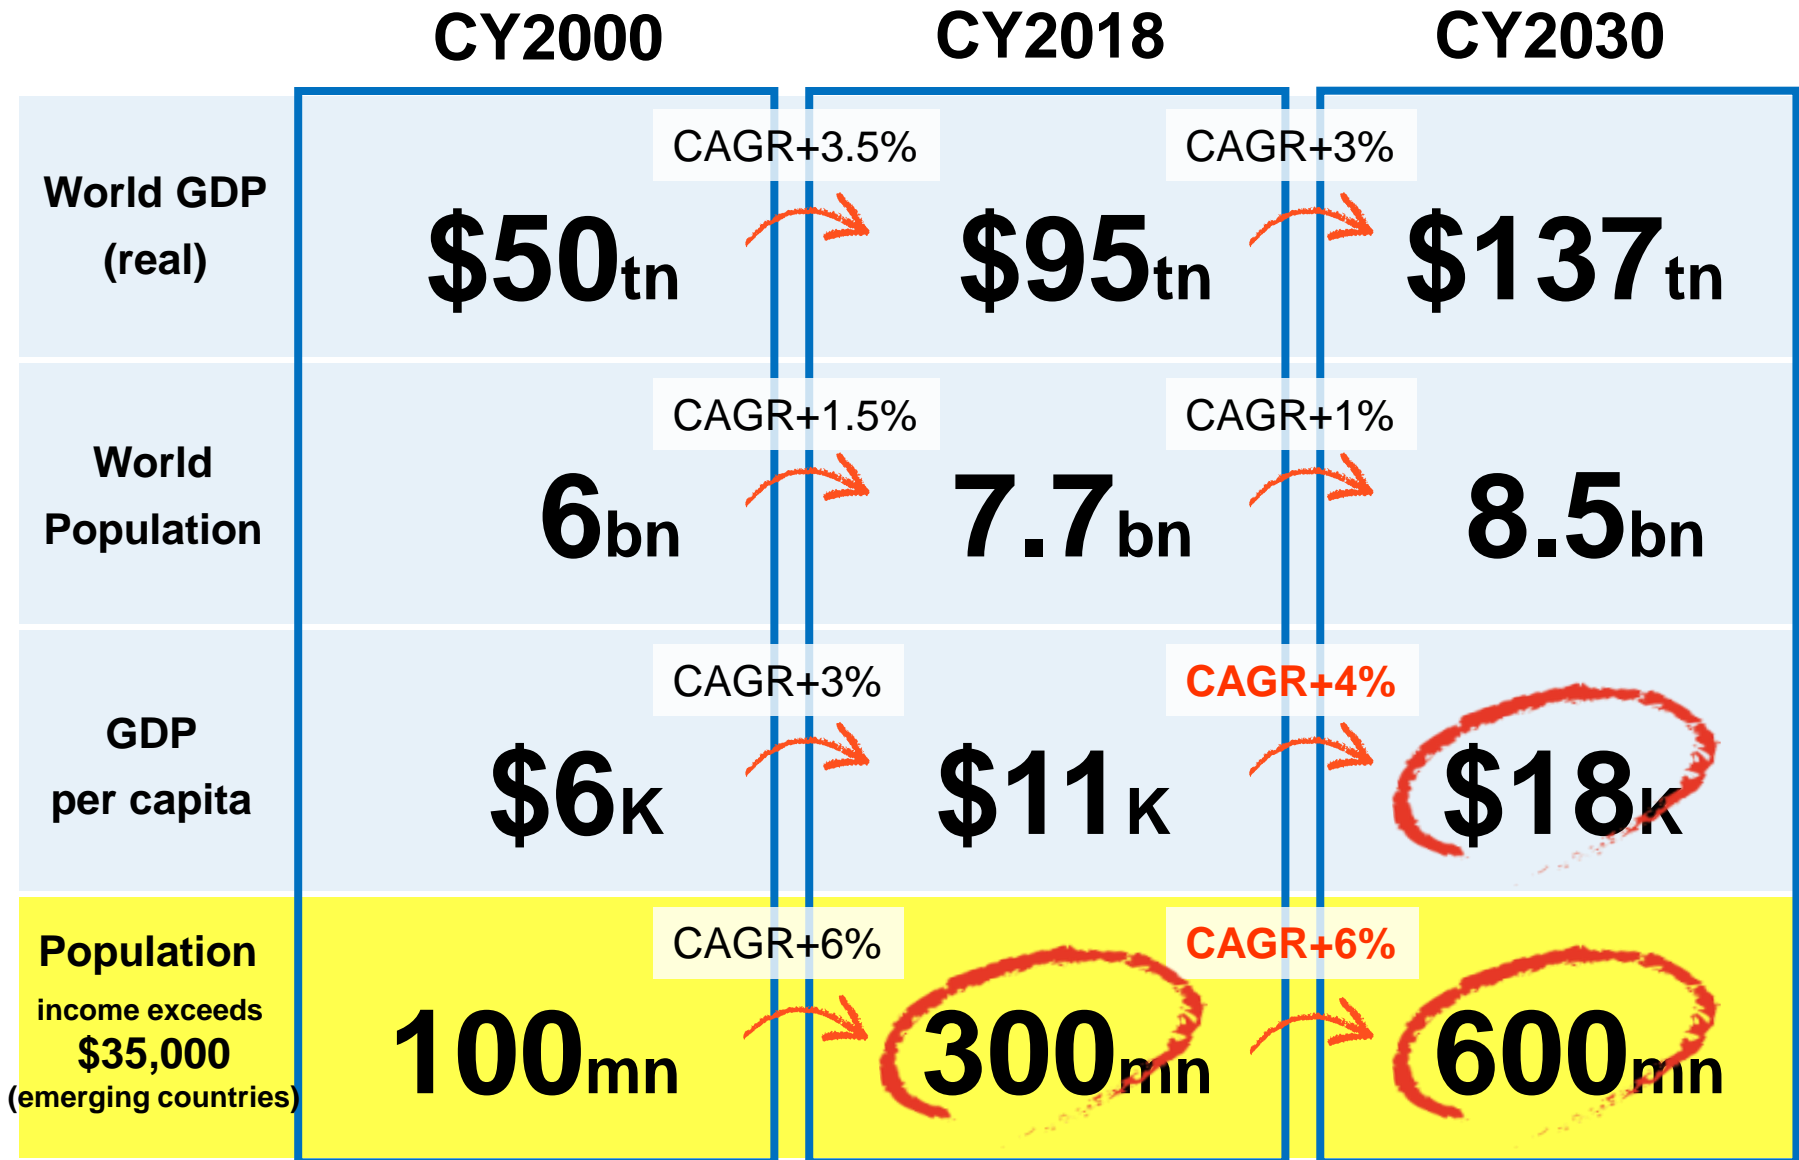 CY2000 CY2018 CY2030
CAGR+3.5% CAGR+3%
World GDP
(real)
$50tn $95tn $137tn
CAGR+1.5% CAGR+1%
World
Population
6bn 7.7bn 8.5bn
CAGR+3% CAGR+4%
GDP
per capita
$6K $11K $18K
CAGR+6% CAGR+6%
Population
income exceeds
$35,000
(emerging countries)
100mn 300mn 600mn